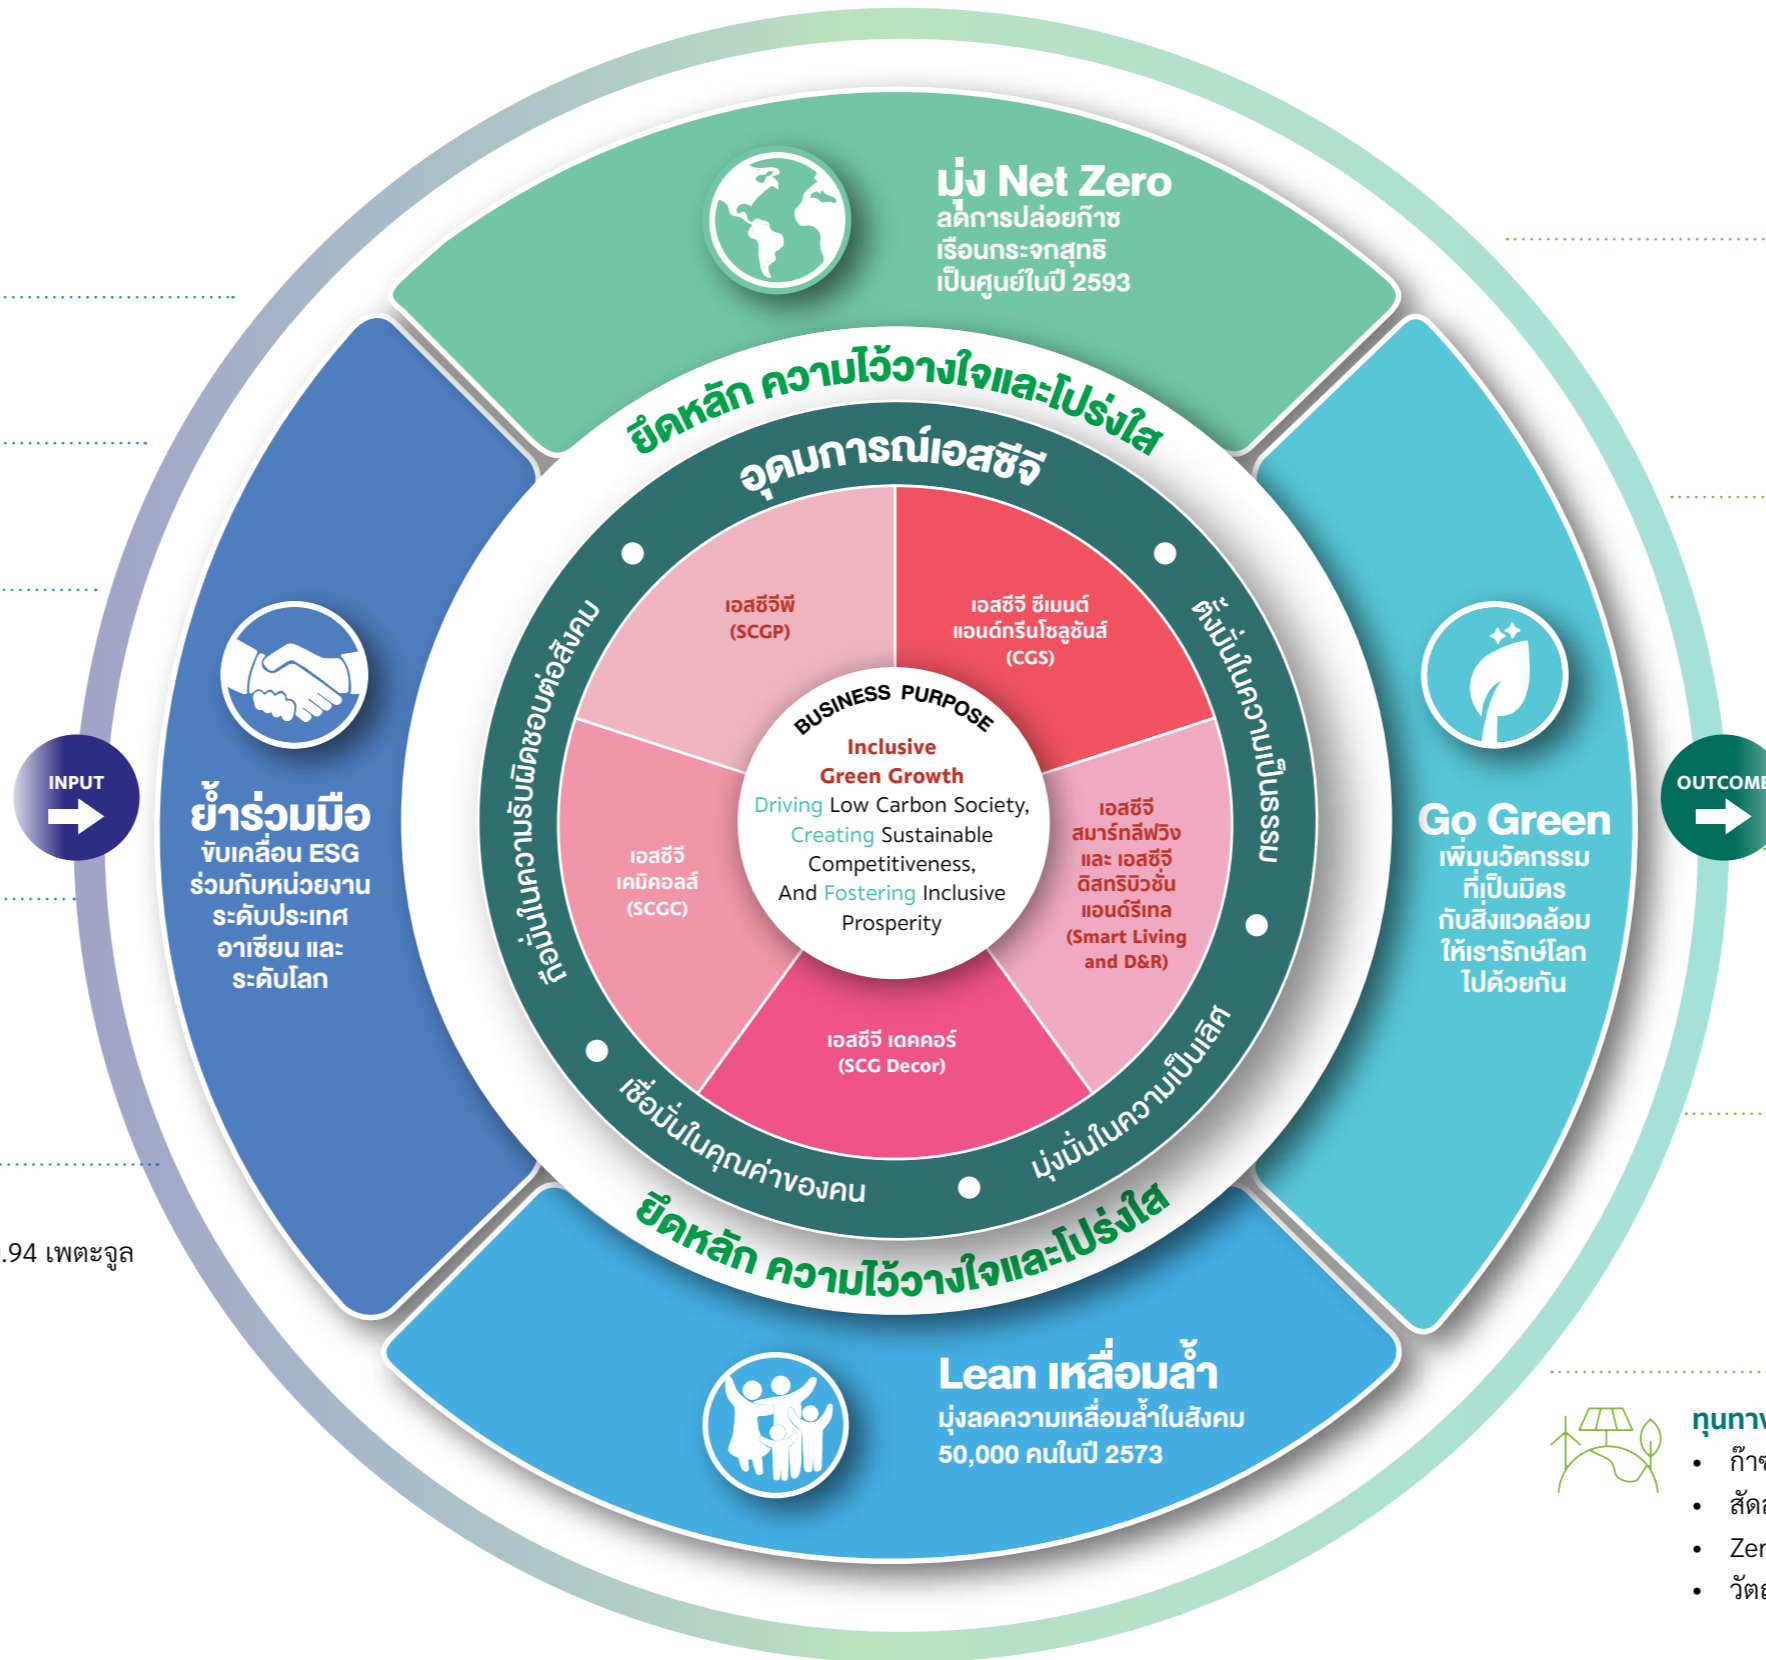 มุ่ง Net Zero
ลดการปล่อยก๊าซ
เรือนกระจกสุทธิ
เป็นศูนย์ในปี 2593
ยึดหลัก ความไว้วางใจและโปร่งใส
อุดมการณ์เอสซีจี
ตั้งมั่นในความเป็นธรรม
มุ่งมั่นในความเป็นเลิศ
เชื่อมั่นในคุณค่าของคน
ถือมั่นในความรับผิดชอบต่อสังคม
เอสซีจีพี
(SCGP)
เอสซีจี ซีเมนต์
แอนด์กรีนโซลูชันส์
(CGS)
BUSINESS PURPOSE
Inclusive
Green Growth
Driving Low Carbon Society,
Creating Sustainable
Competitiveness,
And Fostering Inclusive
Prosperity
เอสซีจี
สมาร์ทลีฟวิง
และ เอสซีจี
ดิสทริบิวชั่น
แอนด์รีเทล
(Smart Living
and D&R)
เอสซีจี
เคมิคอลส์
(SCGC)
เอสซีจี เดคคอร์
(SCG Decor)
INPUT
ย้ำร่วมมือ
ขับเคลื่อน ESG
ร่วมกับหน่วยงาน
ระดับประเทศ
อาเซียน และ
ระดับโลก
OUTCOME
Go Green
เพิ่มนวัตกรรม
ที่เป็นมิตร
กับสิ่งแวดล้อม
ให้เรารักษ์โลก
ไปด้วยกัน
ยึดหลัก ความไว้วางใจและโปร่งใส
.94 เพตะจูล
Lean เหลื่อมล้ำ
มุ่งลดความเหลื่อมล้ำในสังคม
50,000 คนในปี 2573